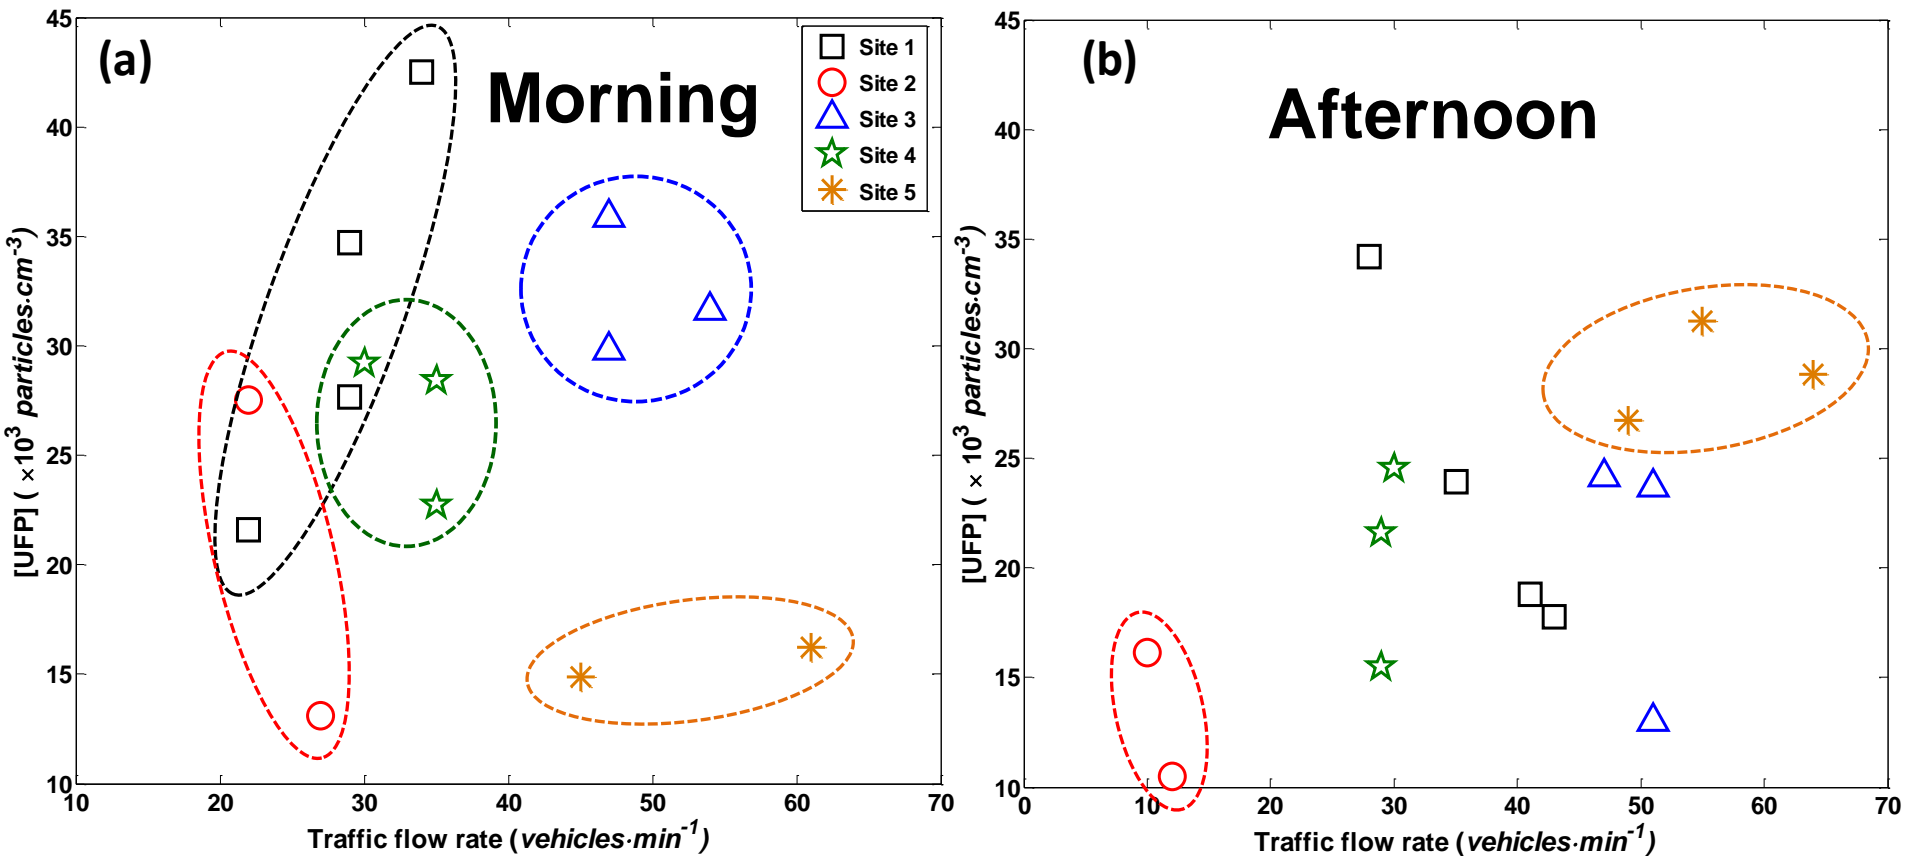 (a)
Morning
Site 1
Site 2
Site 3
Site 4
Site 5
[UFP] ( ×10³ particles·cm⁻³)
45
40
35
30
25
20
15
10
10 20 30 40 50 60 70
Traffic flow rate (vehicles·min⁻¹)
(b)
Afternoon
[UFP] ( × 10³ particles·cm⁻³)
45
40
35
30
25
20
15
10
0 10 20 30 40 50 60 70
Traffic flow rate (vehicles·min⁻¹)